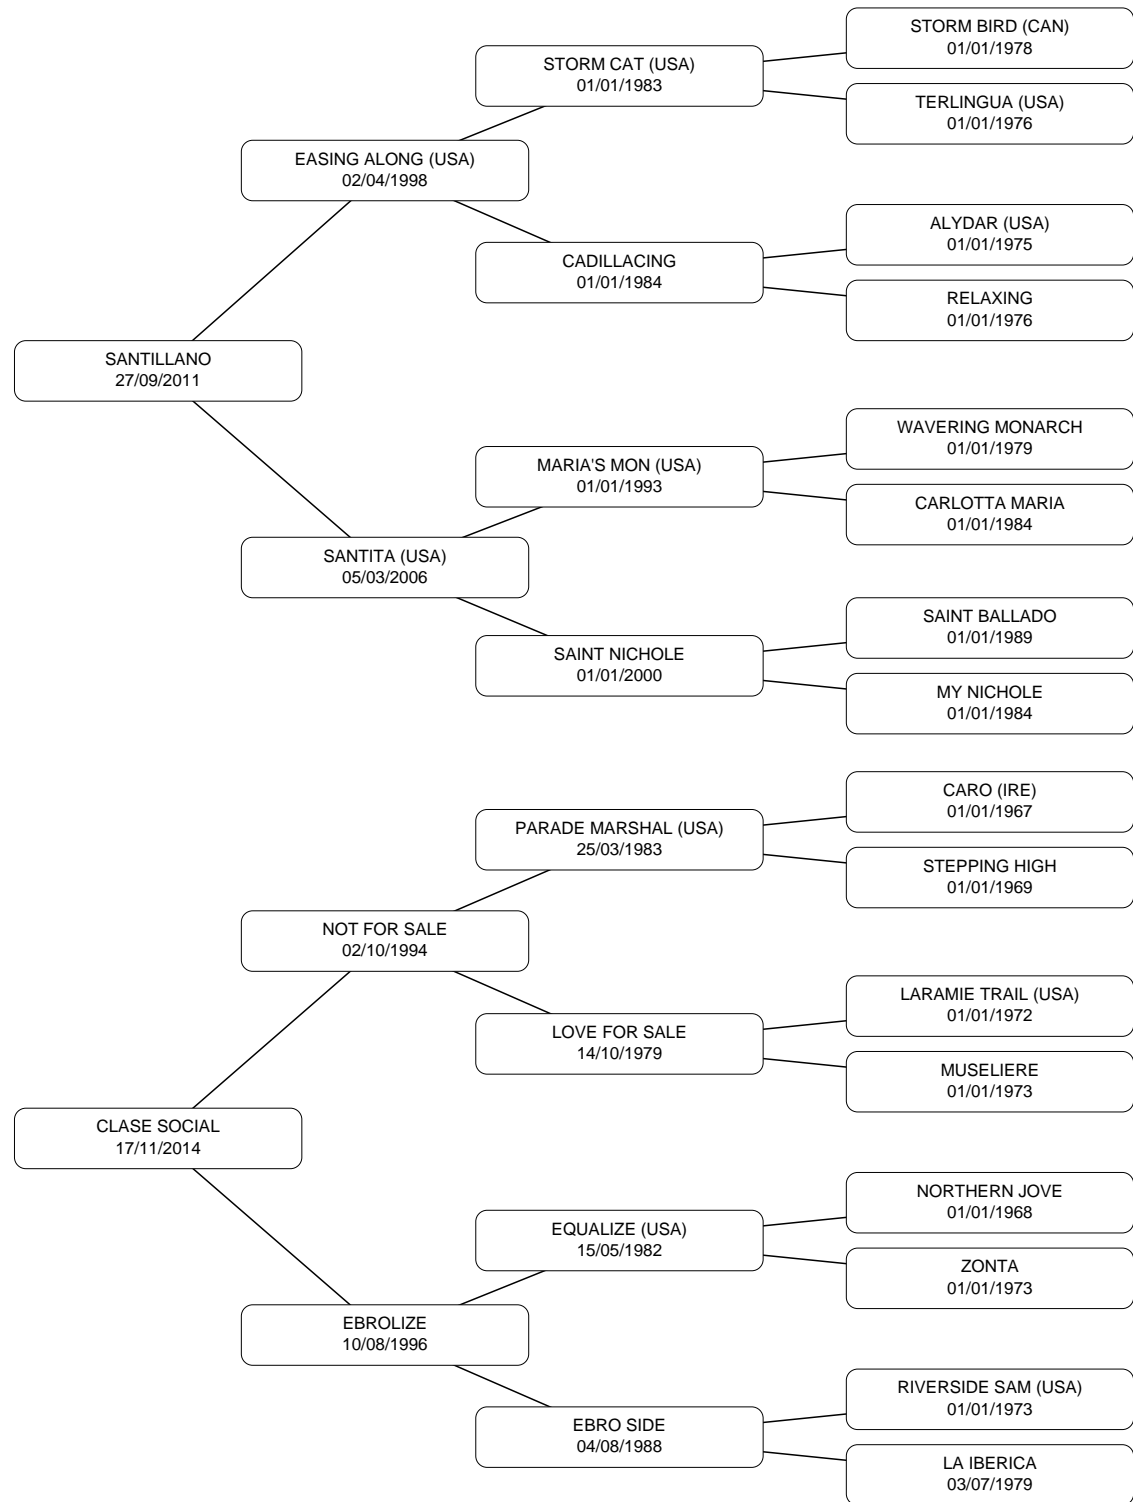 STORM BIRD (CAN)
01/01/1978
STORM CAT (USA)
01/01/1983
TERLINGUA (USA)
01/01/1976
EASING ALONG (USA)
02/04/1998
ALYDAR (USA)
01/01/1975
CADILLACING
01/01/1984
RELAXING
01/01/1976
SANTILLANO
27/09/2011
WAVERING MONARCH
01/01/1979
MARIA'S MON (USA)
01/01/1993
CARLOTTA MARIA
01/01/1984
SANTITA (USA)
05/03/2006
SAINT BALLADO
01/01/1989
SAINT NICHOLE
01/01/2000
MY NICHOLE
01/01/1984
CARO (IRE)
01/01/1967
PARADE MARSHAL (USA)
25/03/1983
STEPPING HIGH
01/01/1969
NOT FOR SALE
02/10/1994
LARAMIE TRAIL (USA)
01/01/1972
LOVE FOR SALE
14/10/1979
MUSELIERE
01/01/1973
CLASE SOCIAL
17/11/2014
NORTHERN JOVE
01/01/1968
EQUALIZE (USA)
15/05/1982
ZONTA
01/01/1973
EBROLIZE
10/08/1996
RIVERSIDE SAM (USA)
01/01/1973
EBRO SIDE
04/08/1988
LA IBERICA
03/07/1979